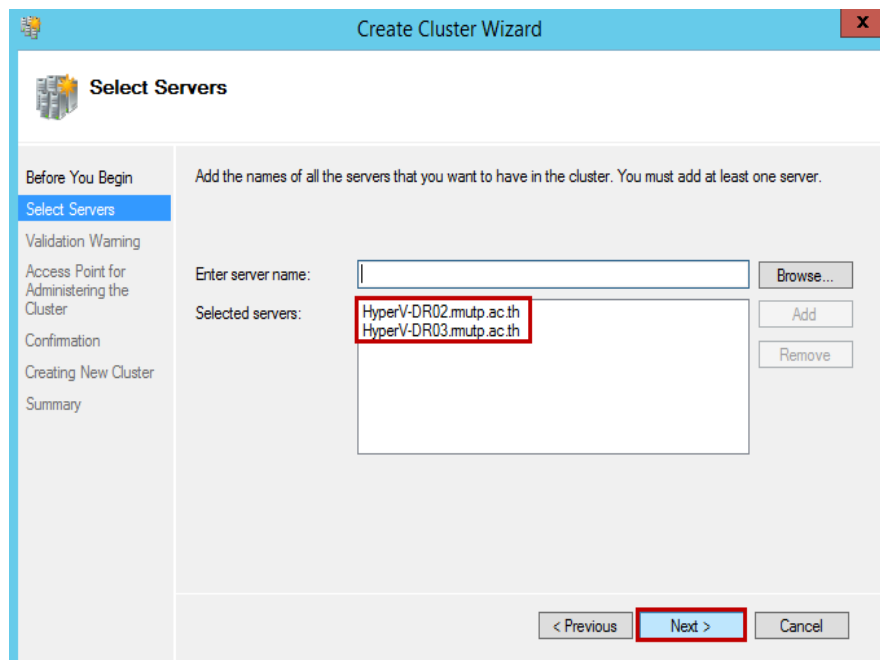 Create Cluster Wizard
x
Select Servers
Before You Begin
Select Servers
Validation Warning
Access Point for
Administering the
Cluster
Confirmation
Creating New Cluster
Summary
Add the names of all the servers that you want to have in the cluster. You must add at least one server.
Enter server name:
Browse...
Selected servers:
HyperV-DR02.rmutp.ac.th
HyperV-DR03.rmutp.ac.th
Add
Remove
< Previous
Next >
Cancel